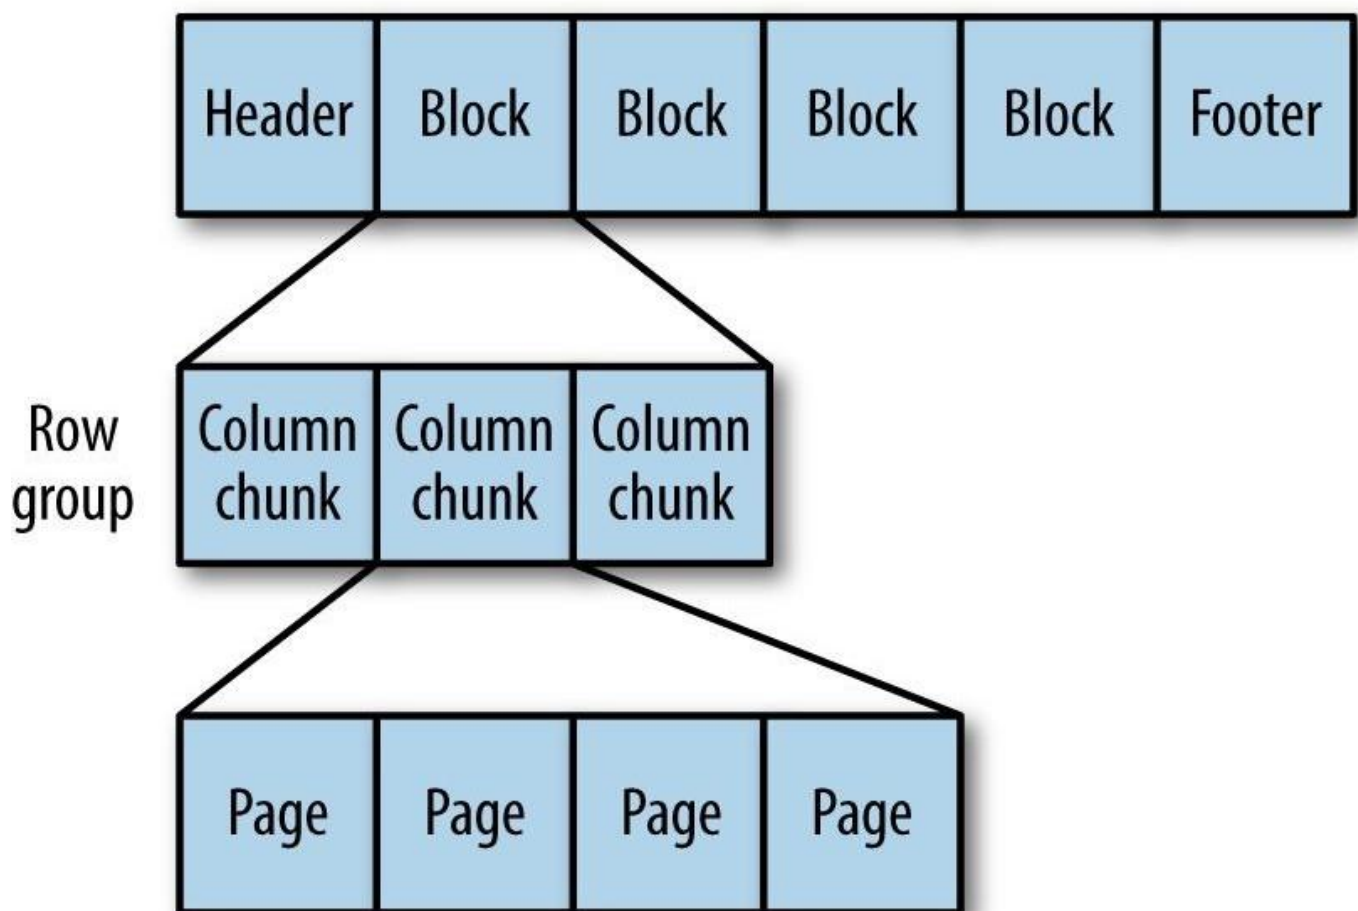 Header Block Block Block Block Footer
Row
group
Column Column Column
chunk chunk chunk
Page Page Page Page